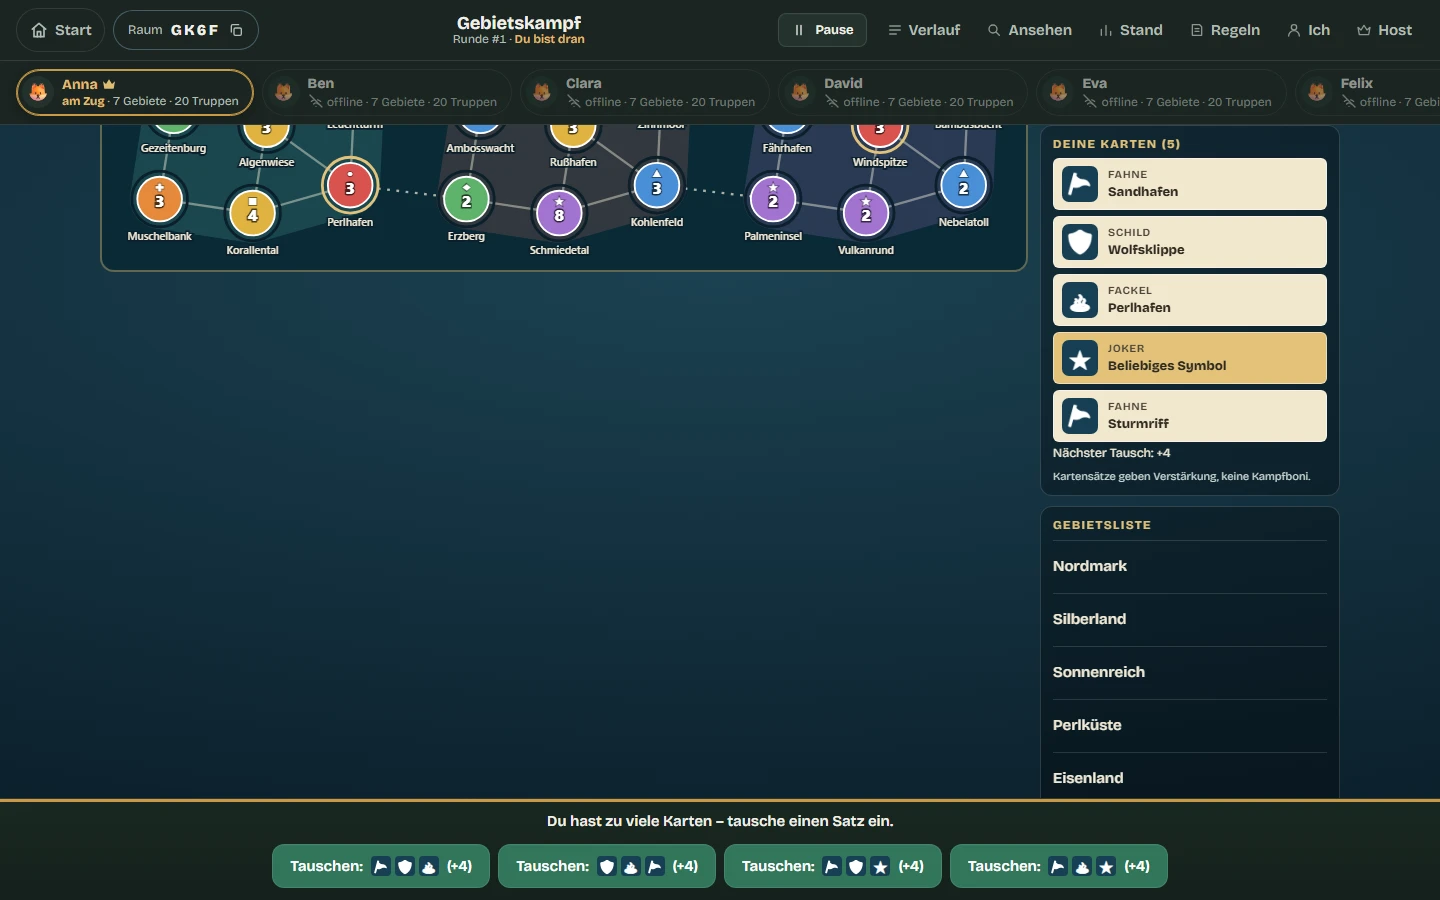 Start
Raum GK6F
Gebietskampf
Runde #1 · Du bist dran
Pause
Verlauf
Ansehen
Stand
Regeln
Ich
Host
Anna
am Zug · 7 Gebiete · 20 Truppen
Ben
offline · 7 Gebiete · 20 Truppen
Clara
offline · 7 Gebiete · 20 Truppen
David
offline · 7 Gebiete · 20 Truppen
Eva
offline · 7 Gebiete · 20 Truppen
Felix
offline · 7 Gebi
3
Leuchtturm
3
3
Gezeitenburg
Algenwiese
Ambosswacht
Rußhafen
Fährhafen
Windspitze
3
3
4
Muschelbank
Korallental
Perlhafen
2
8
3
Erzberg
Schmiedetal
Kohlenfeld
2
2
2
Palmeninsel
Vulkanrund
Nebelatoll
DEINE KARTEN (5)
FAHNE
Sandhafen
SCHILD
Wolfsklippe
FACKEL
Perlhafen
JOKER
Beliebiges Symbol
FAHNE
Sturmriff
Nächster Tausch: +4
Kartensätze geben Verstärkung, keine Kampfboni.
GEBIETSLISTE
Nordmark
Silberland
Sonnenreich
Perlküste
Eisenland
Du hast zu viele Karten – tausche einen Satz ein.
Tauschen: (+4)
Tauschen: (+4)
Tauschen: (+4)
Tauschen: (+4)